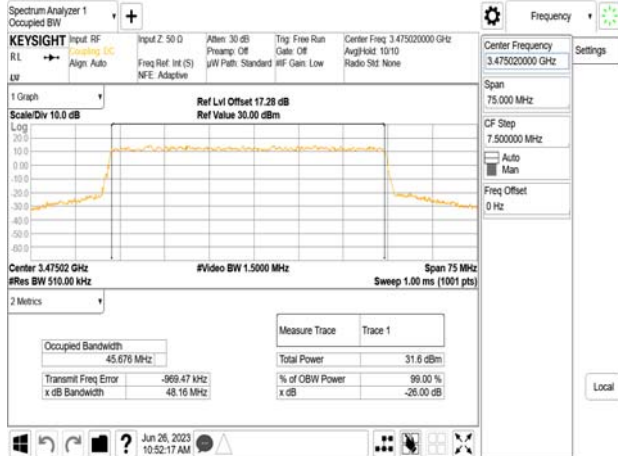 Spectrum Analyzer 1
Occupied BW
Frequency
KEYSIGHT
Input: RF
Coupling: DC
Align: Auto
Input Z: 50 Ω
Freq Ref: Int (S)
NFE: Adaptive
Atten: 30 dB
Preamp: Off
µW Path: Standard
Trig: Free Run
Gate: Off
#IF Gain: Low
Center Freq: 3.475020000 GHz
Avg|Hold: 10/10
Radio Std: None
RL
LXI
Center Frequency
3.475020000 GHz
Settings
Span
75.000 MHz
CF Step
7.500000 MHz
Auto
Man
Freq Offset
0 Hz
Local
1 Graph
Scale/Div 10.0 dB
Ref Lvl Offset 17.28 dB
Ref Value 30.00 dBm
Log
20.0
10.0
0.00
-10.0
-20.0
-30.0
-40.0
-50.0
-60.0
Center 3.47502 GHz
#Res BW 510.00 kHz
#Video BW 1.5000 MHz
Span 75 MHz
Sweep 1.00 ms (1001 pts)
2 Metrics
Measure Trace
Trace 1
Occupied Bandwidth
45.676 MHz
Total Power
31.6 dBm
Transmit Freq Error
-969.47 kHz
% of OBW Power
99.00 %
x dB Bandwidth
48.16 MHz
x dB
-26.00 dB
Jun 26, 2023
10:52:17 AM